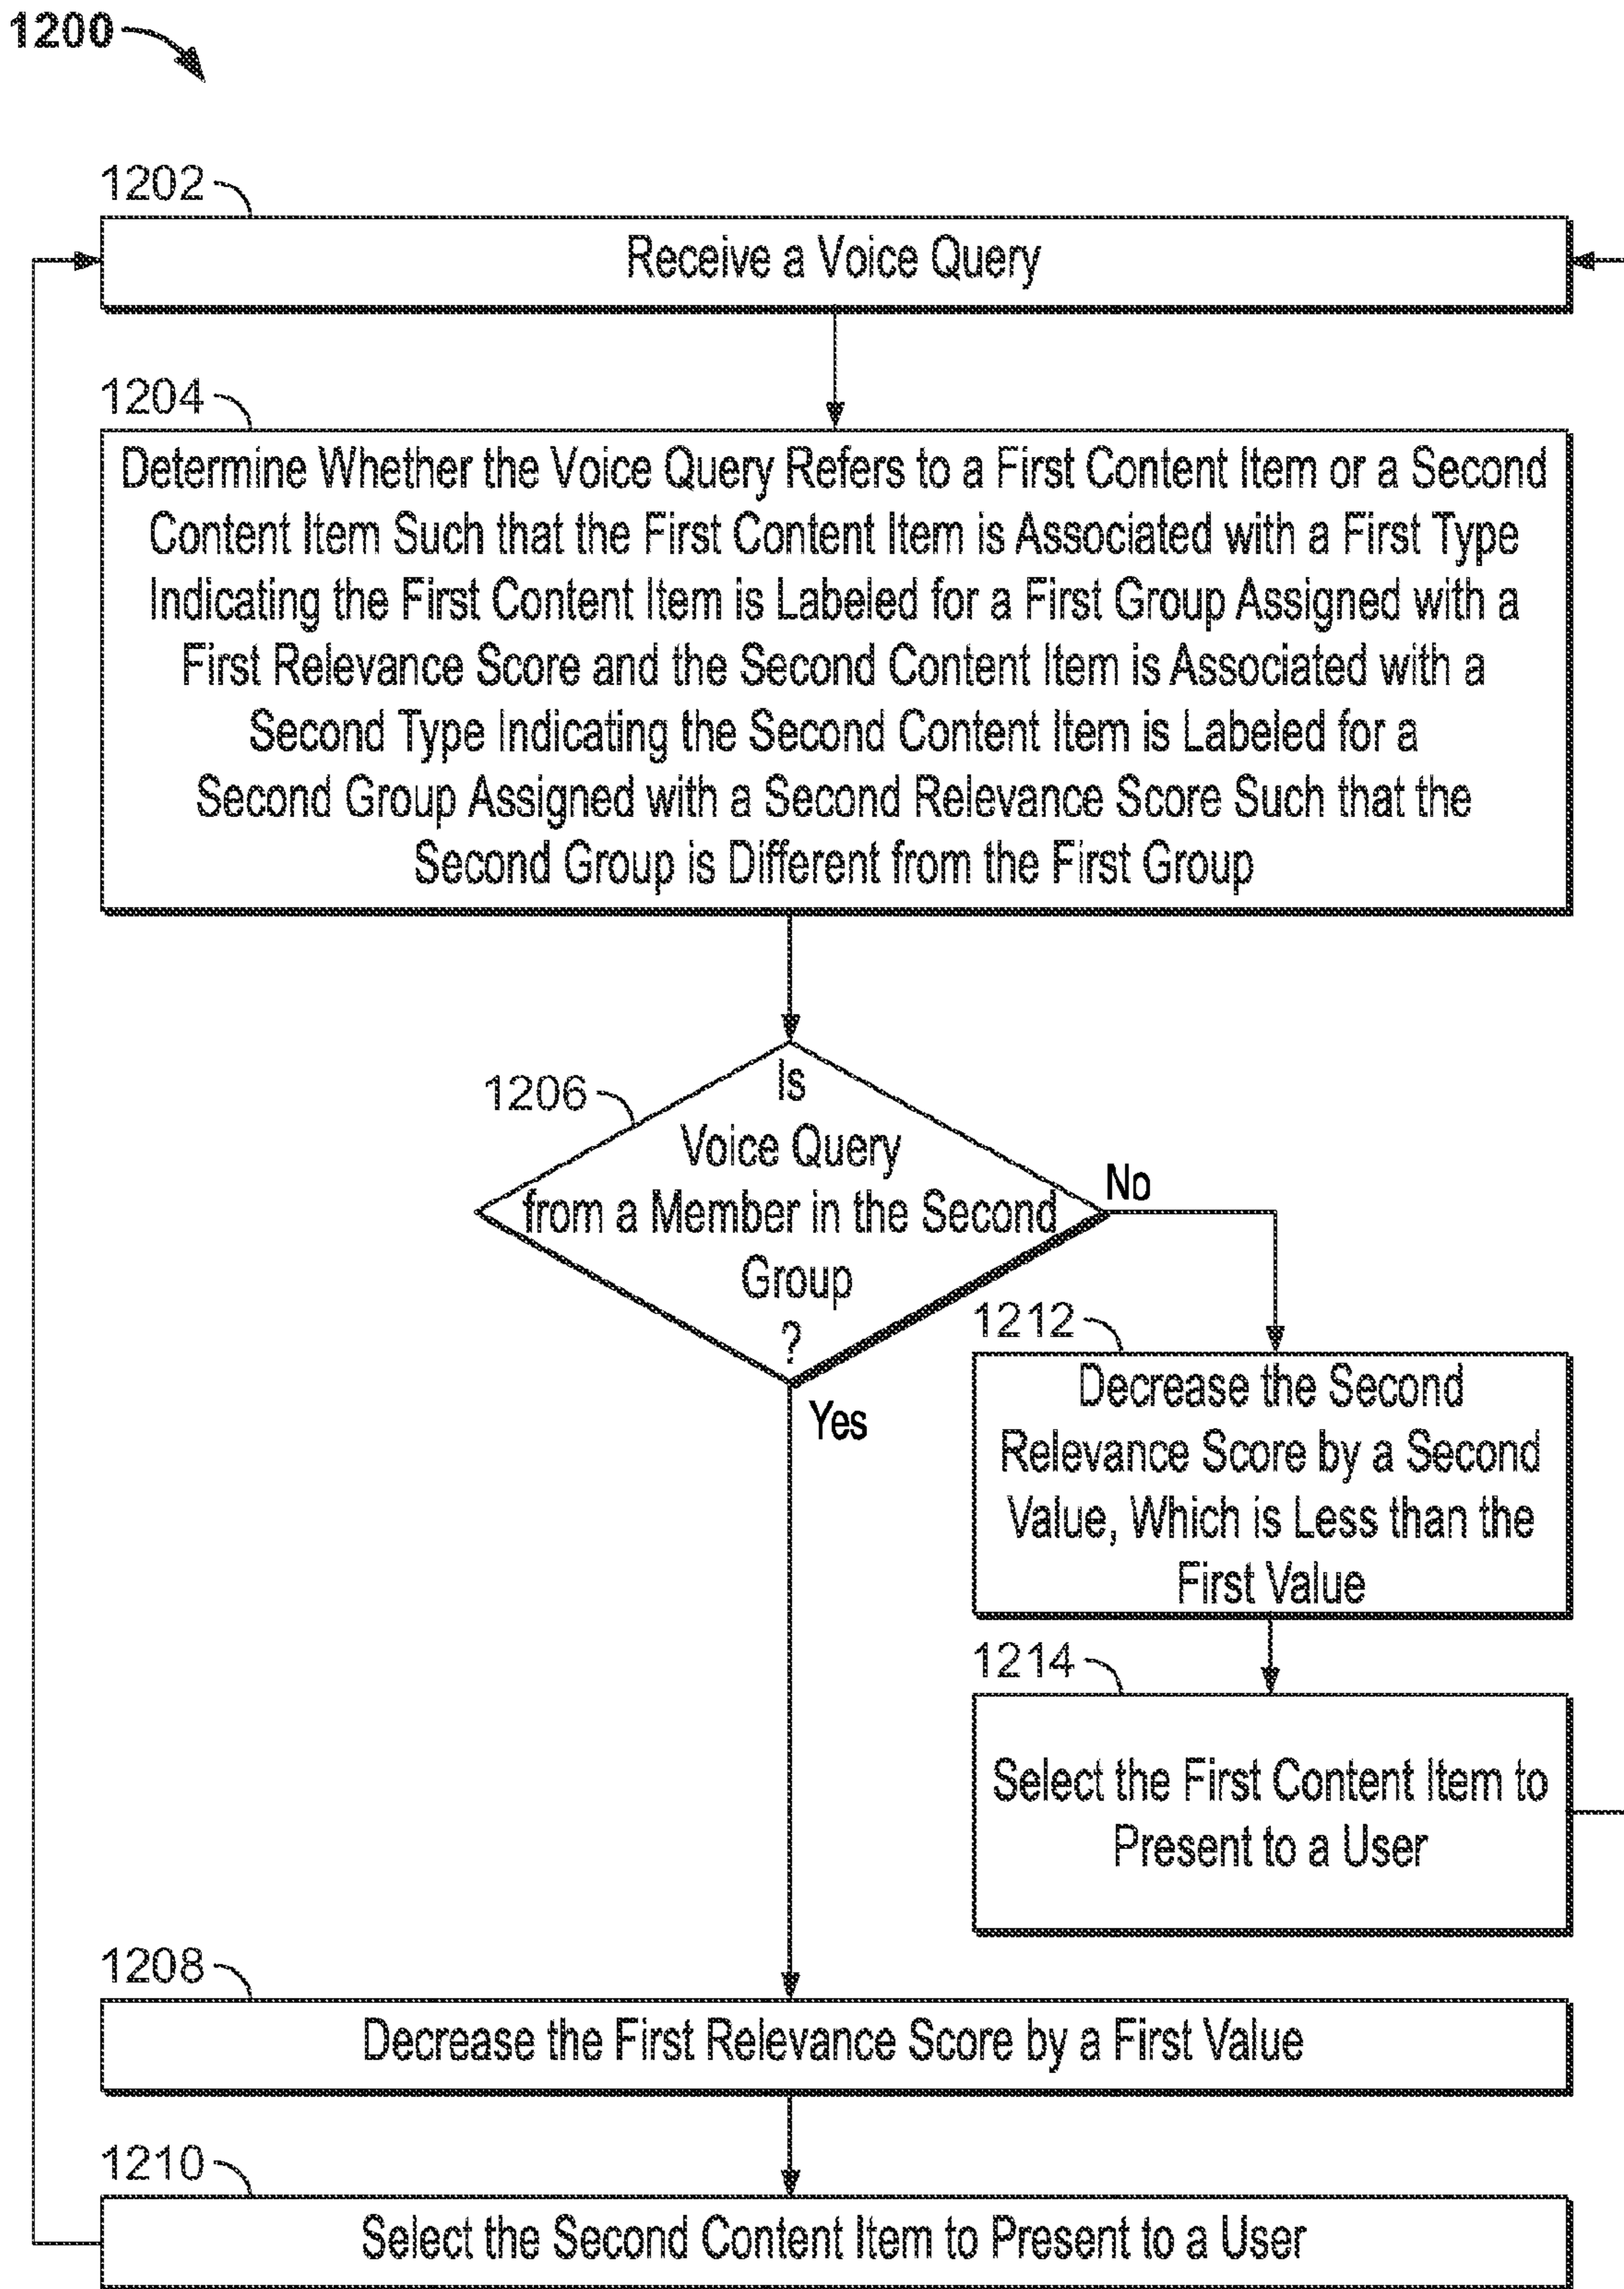 1200
1202
Receive a Voice Query
1204
Determine Whether the Voice Query Refers to a First Content Item or a Second
Content Item Such that the First Content Item is Associated with a First Type
Indicating the First Content Item is Labeled for a First Group Assigned with a
First Relevance Score and the Second Content Item is Associated with a
Second Type Indicating the Second Content Item is Labeled for a
Second Group Assigned with a Second Relevance Score Such that the
Second Group is Different from the First Group
1206
Is
Voice Query
from a Member in the Second
Group
?
No
Yes
1212
Decrease the Second
Relevance Score by a Second
Value, Which is Less than the
First Value
1214
Select the First Content Item to
Present to a User
1208
Decrease the First Relevance Score by a First Value
1210
Select the Second Content Item to Present to a User